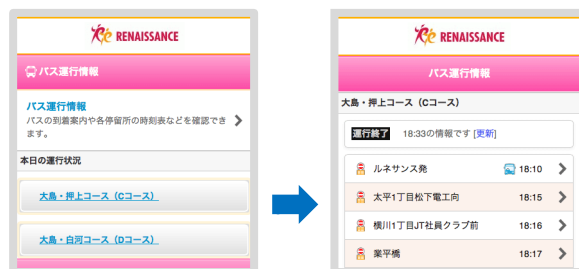 RENAISSANCE
バス運行情報
バス運行情報
バスの到着案内や各停留所の時刻表などを確認でき
ます。
本日の運行状況
大島・押上コース（Cコース）
大島・白河コース（Dコース）
RENAISSANCE
バス運行情報
大島・押上コース（Cコース）
運行終了 18:33の情報です [更新]
ルネサンス発 18:10
太平1丁目松下電工向 18:15
横川1丁目JT社員クラブ前 18:16
業平橋 18:17